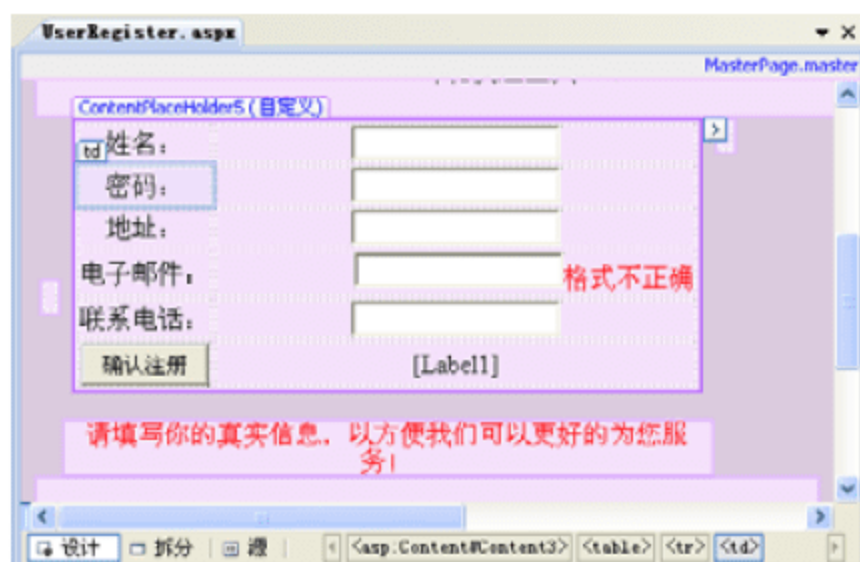 UserRegister.aspx
MasterPage.master
ContentPlaceHolder5 (自定义)
td
姓名：
密码：
地址：
电子邮件：
格式不正确
联系电话：
确认注册
[Label1]
请填写你的真实信息，以方便我们可以更好的为您服
务！
设计 拆分
<asp:Content#Content3> <table> <tr> <td>